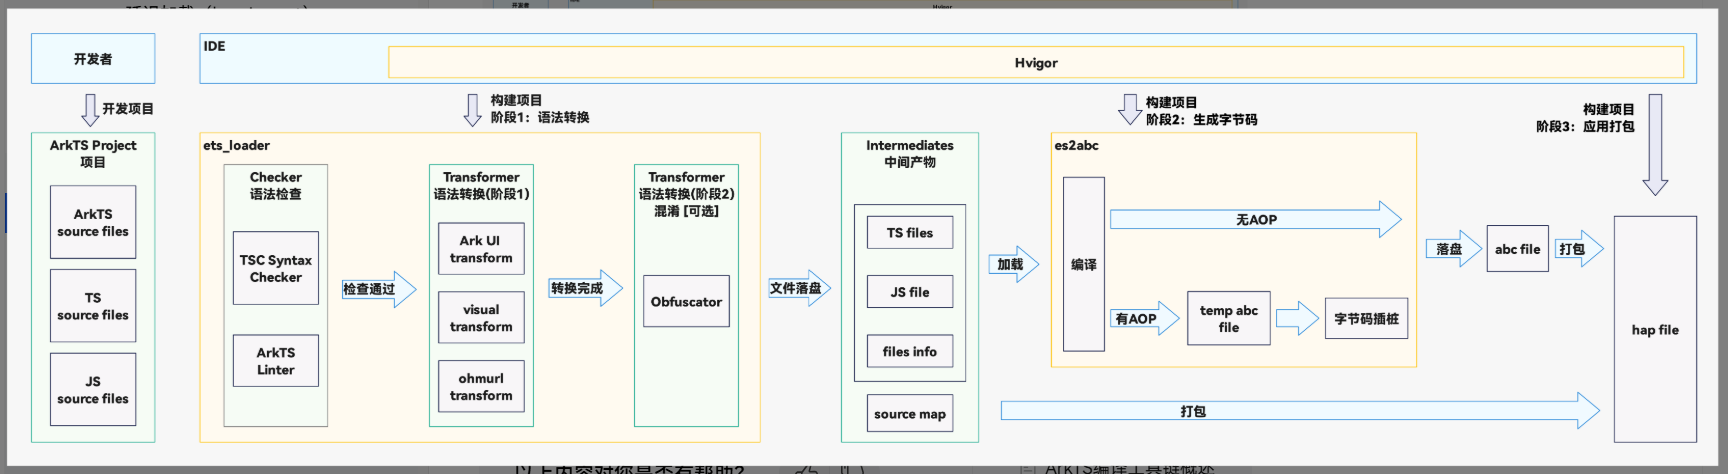 开发者
IDE
Hvigor
开发项目
构建项目
阶段1：语法转换
构建项目
阶段2：生成字节码
构建项目
阶段3：应用打包
ArkTS Project
项目
ArkTS
source files
TS
source files
JS
source files
ets_loader
Checker
语法检查
TSC Syntax
Checker
ArkTS
Linter
检查通过
Transformer
语法转换(阶段1)
Ark UI
transform
visual
transform
ohmurl
transform
转换完成
Transformer
语法转换(阶段2)
混淆 [可选]
Obfuscator
文件落盘
Intermediates
中间产物
TS files
JS file
files info
source map
加载
es2abc
编译
无AOP
有AOP
temp abc
file
字节码插桩
落盘
abc file
打包
hap file
打包